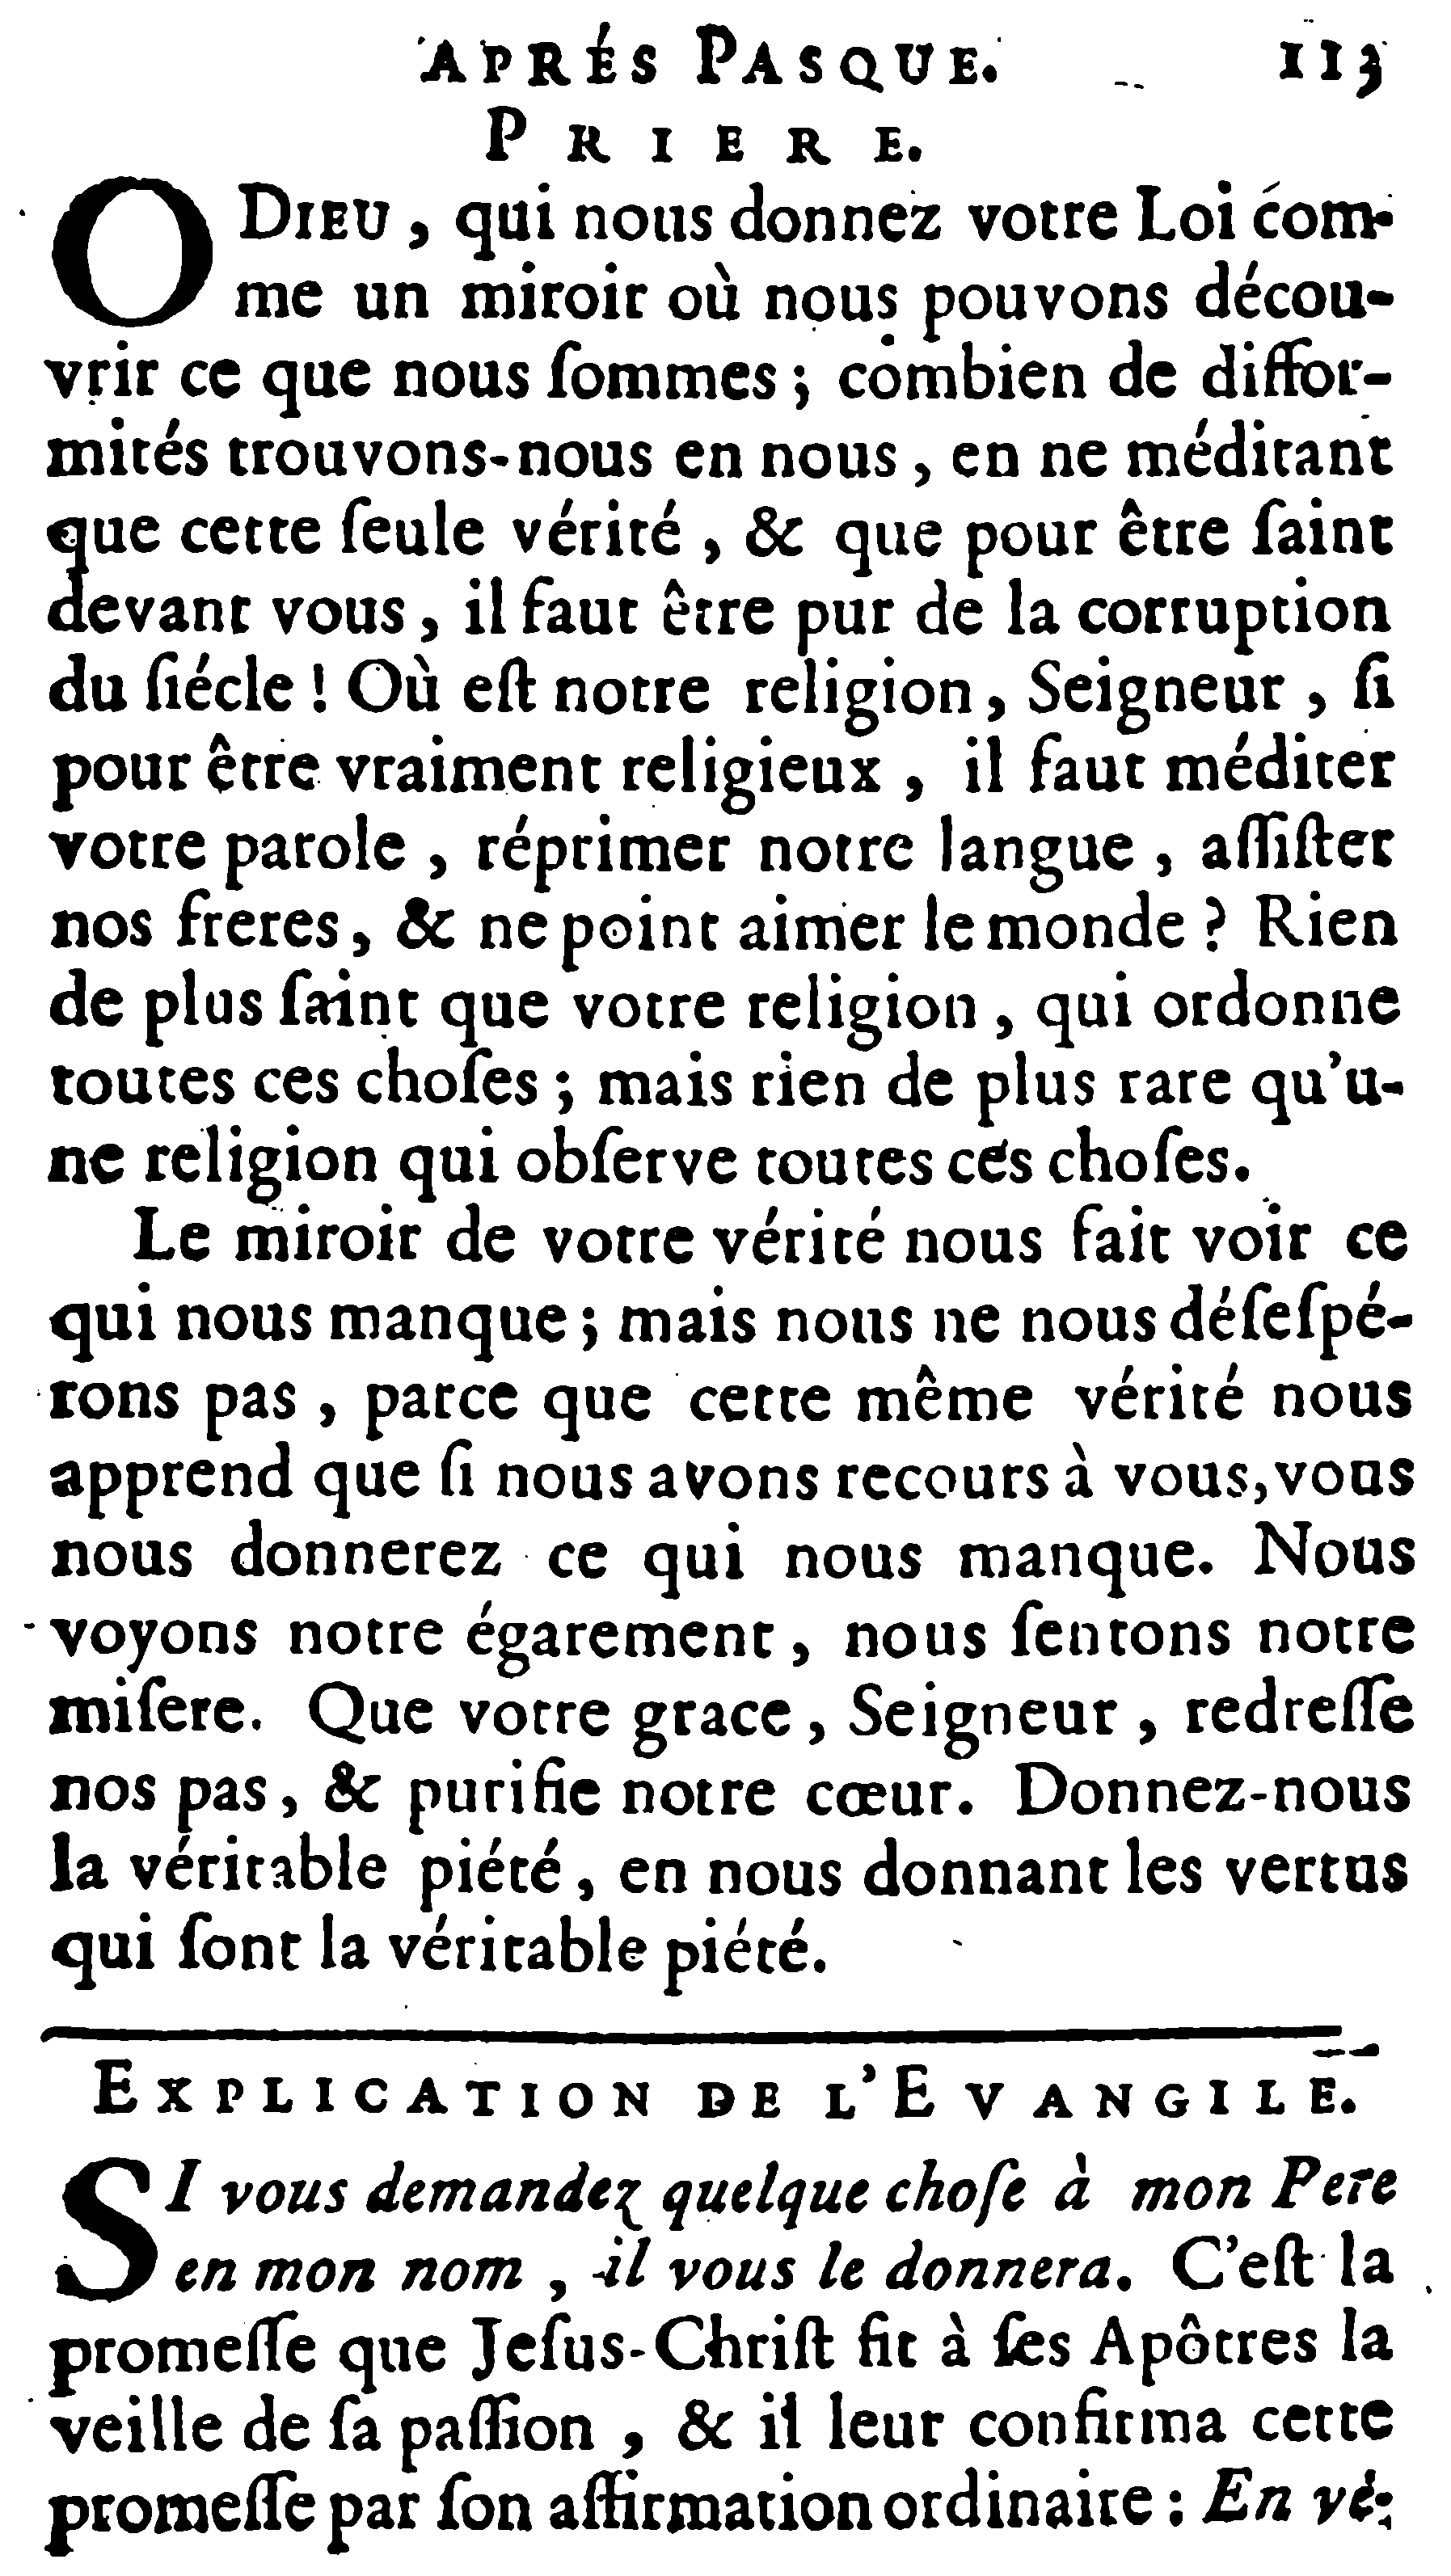 APRÉS PASQUE. 113
PRIERE.
O DIEU, qui nous donnez votre Loi com-
me un miroir où nous pouvons décou-
vrir ce que nous ſommes ; combien de diffor-
mités trouvons-nous en nous, en ne méditant
que cette ſeule vérité, & que pour être ſaint
devant vous, il faut être pur de la corruption
du ſiécle ! Où eſt notre religion, Seigneur, ſi
pour être vraiment religieux, il faut méditer
votre parole, réprimer notre langue, aſſiſter
nos freres, & ne point aimer le monde ? Rien
de plus ſaint que votre religion, qui ordonne
toutes ces choſes ; mais rien de plus rare qu'u-
ne religion qui obſerve toutes ces choſes.
Le miroir de votre vérité nous fait voir ce
qui nous manque ; mais nous ne nous déſeſpé-
rons pas, parce que cette même vérité nous
apprend que ſi nous avons recours à vous, vous
nous donnerez ce qui nous manque. Nous
voyons notre égarement, nous ſentons notre
miſere. Que votre grace, Seigneur, redreſſe
nos pas, & purifie notre cœur. Donnez-nous
la véritable piété, en nous donnant les vertus
qui ſont la véritable piété.
EXPLICATION DE L'EVANGILE.
SI vous demandez quelque choſe à mon Pere
en mon nom, il vous le donnera. C'eſt la
promeſſe que Jeſus-Chriſt fit à ſes Apôtres la
veille de ſa paſſion, & il leur confirma cette
promeſſe par ſon affirmation ordinaire : En vé-